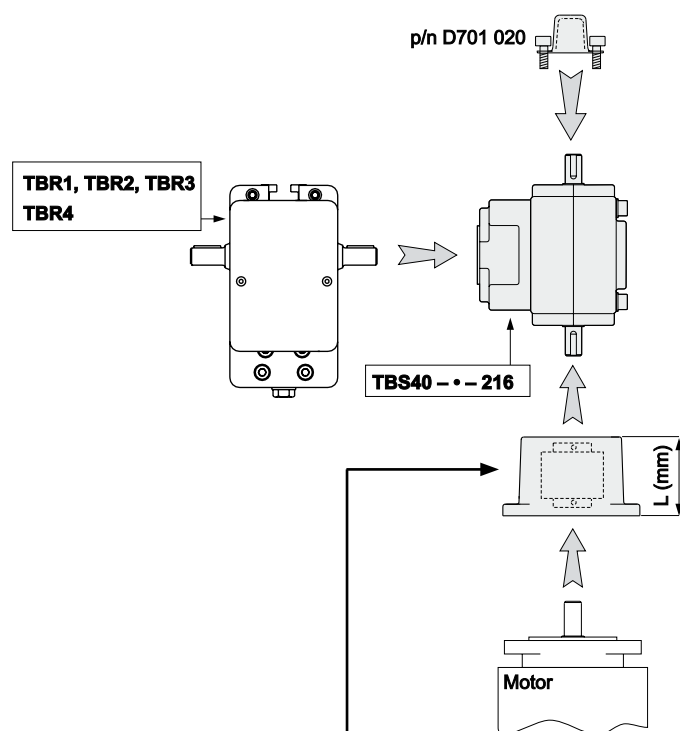 p/n D701 020
TBR1, TBR2, TBR3
TBR4
TBS40 – • – 216
L (mm)
Motor